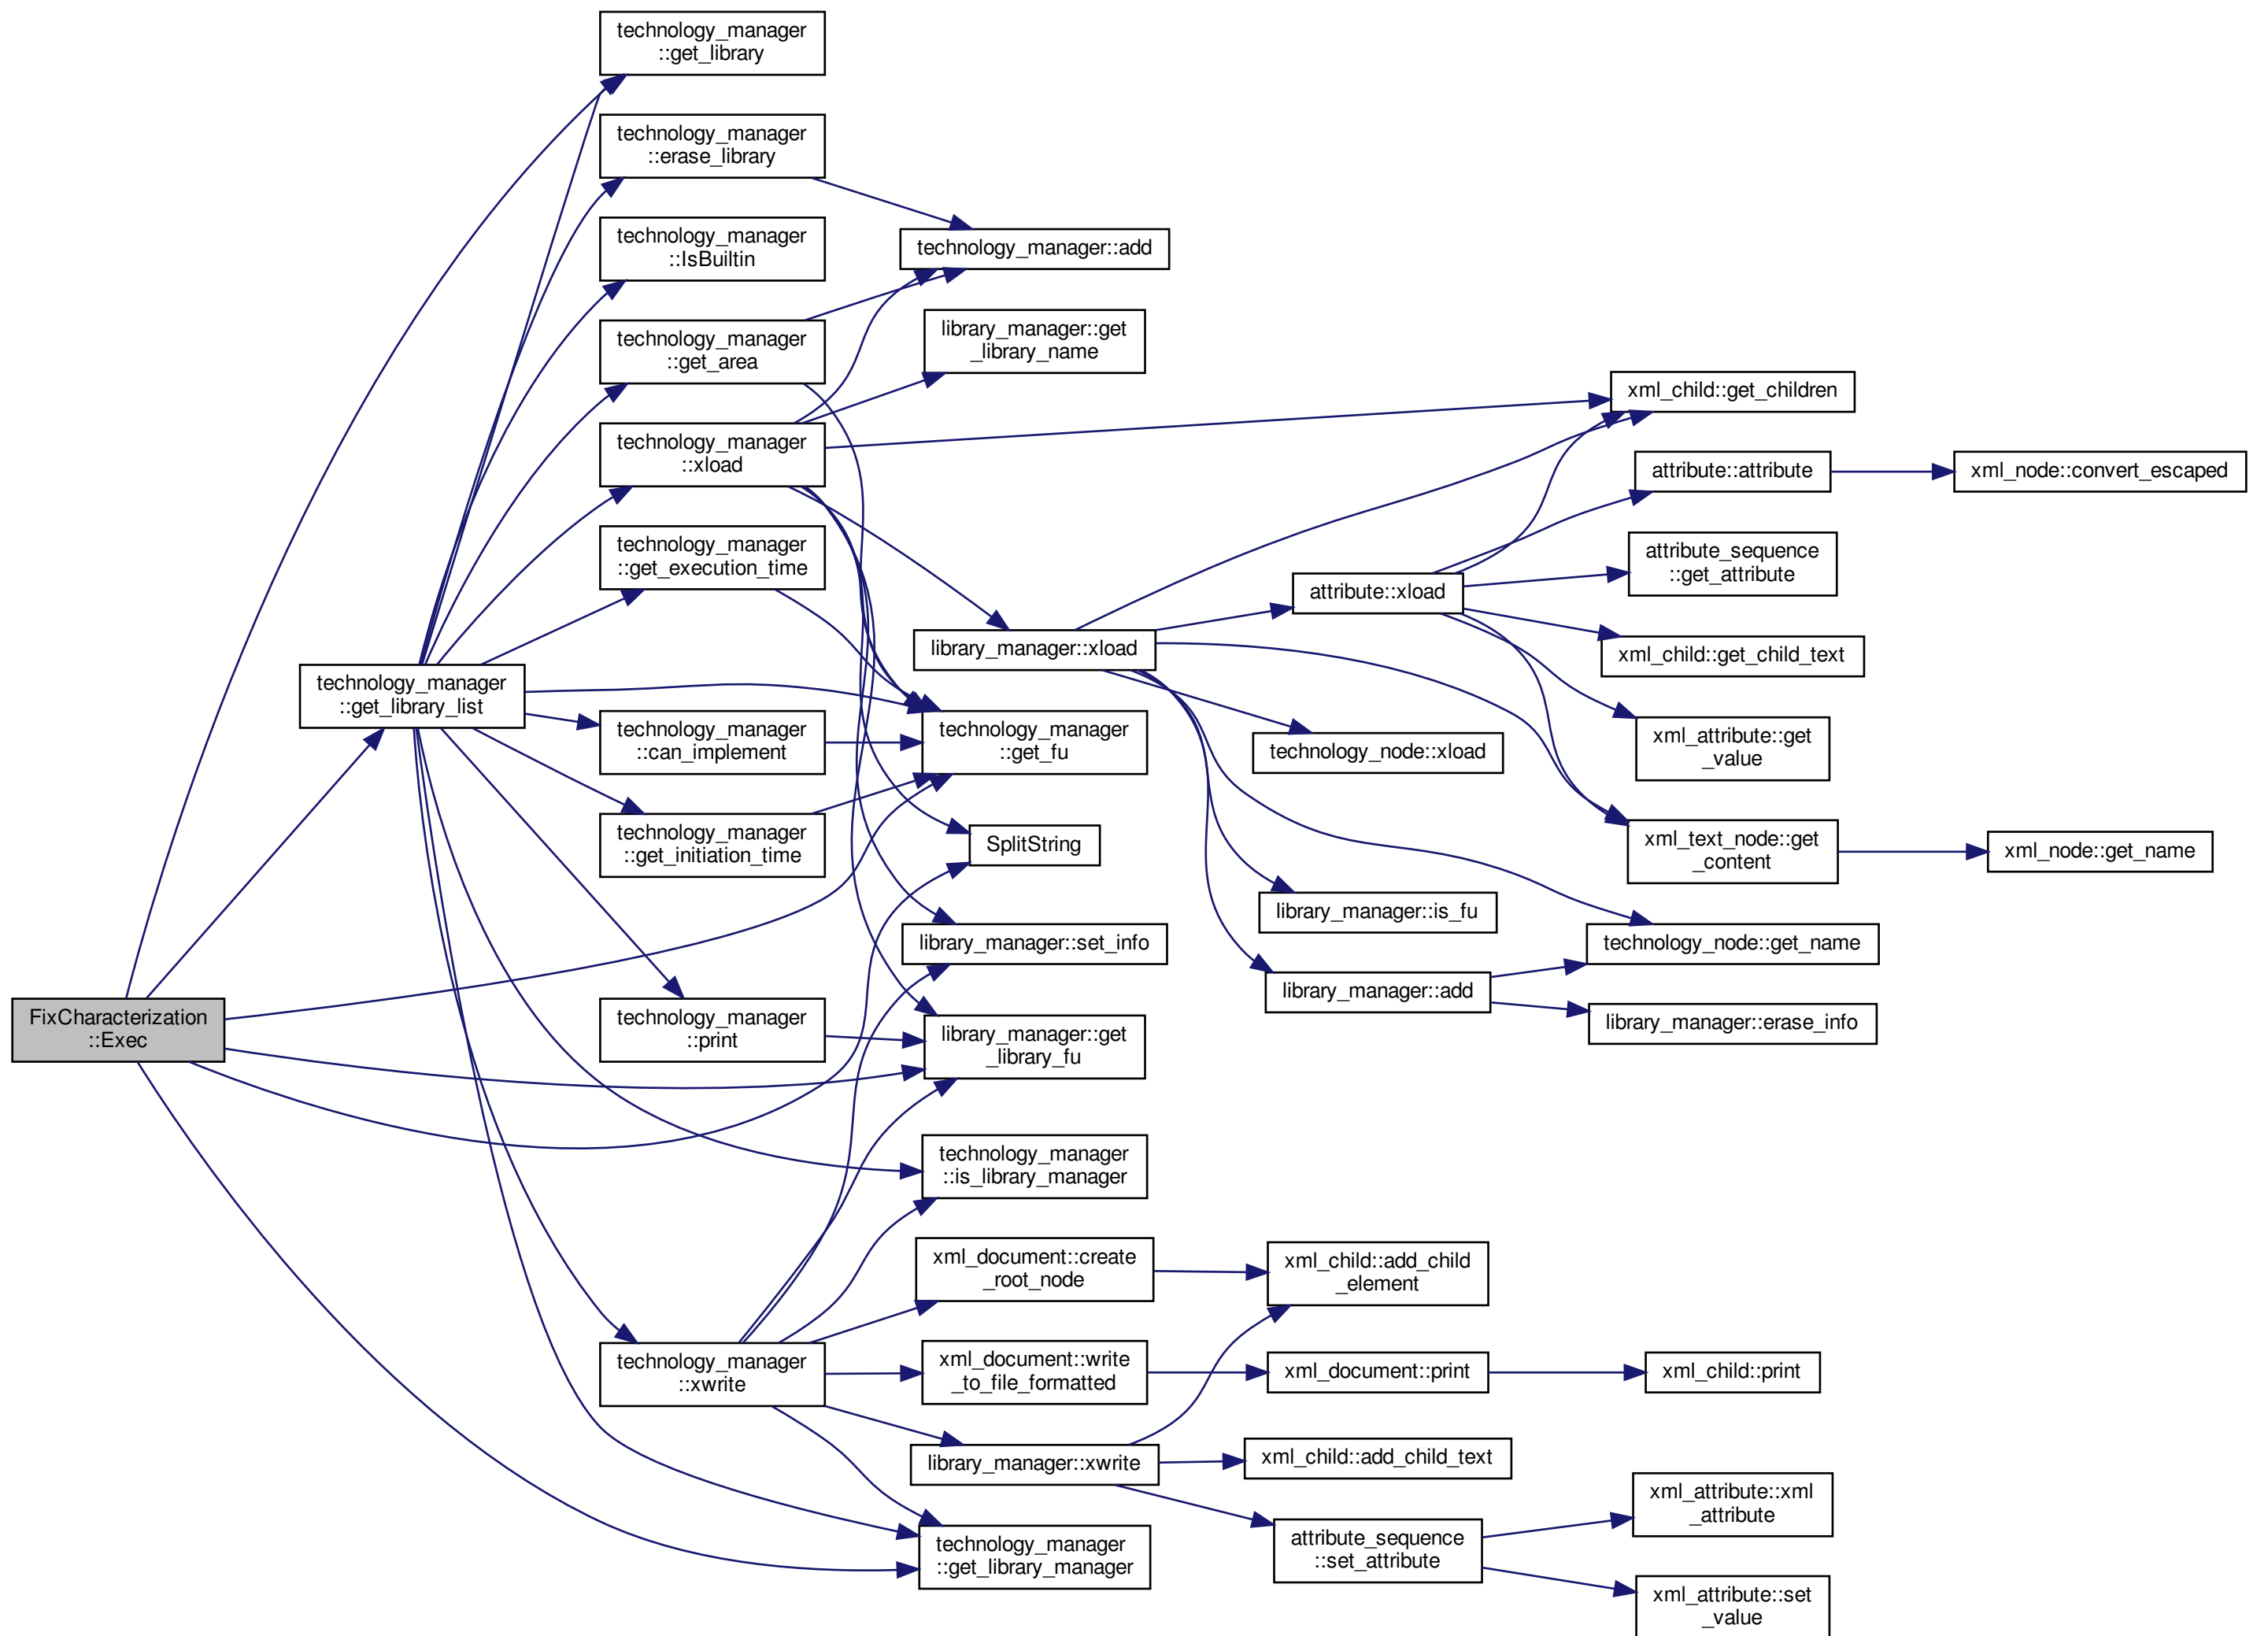 FixCharacterization
::Exec
technology_manager
::get_library_list
technology_manager
::get_library
technology_manager
::erase_library
technology_manager
::IsBuiltin
technology_manager
::get_area
technology_manager
::xload
technology_manager
::get_execution_time
technology_manager
::can_implement
technology_manager
::get_initiation_time
technology_manager
::print
technology_manager
::xwrite
technology_manager::add
library_manager::get
_library_name
library_manager::xload
technology_manager
::get_fu
SplitString
library_manager::set_info
library_manager::get
_library_fu
technology_manager
::is_library_manager
xml_document::create
_root_node
xml_document::write
_to_file_formatted
library_manager::xwrite
technology_manager
::get_library_manager
attribute::xload
technology_node::xload
library_manager::is_fu
library_manager::add
xml_child::add_child
_element
xml_document::print
xml_child::add_child_text
attribute_sequence
::set_attribute
xml_child::get_children
attribute::attribute
attribute_sequence
::get_attribute
xml_child::get_child_text
xml_attribute::get
_value
xml_text_node::get
_content
technology_node::get_name
library_manager::erase_info
xml_child::print
xml_attribute::xml
_attribute
xml_attribute::set
_value
xml_node::convert_escaped
xml_node::get_name